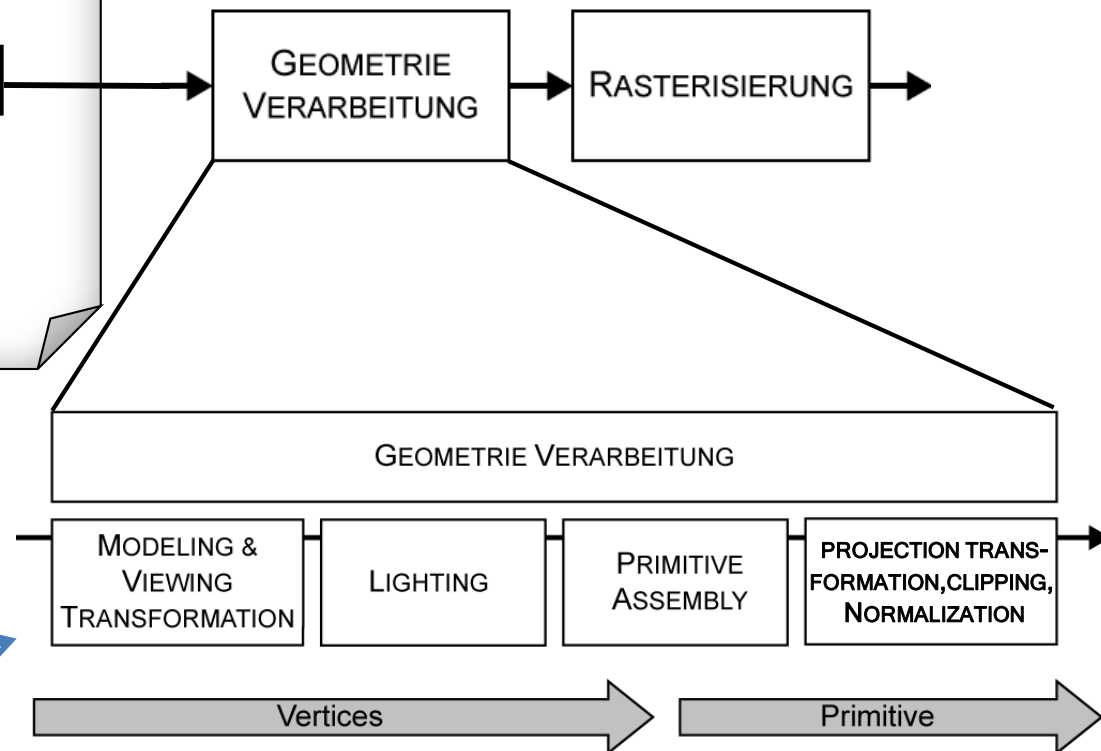 GEOMETRIE
VERARBEITUNG
RASTERISIERUNG
GEOMETRIE VERARBEITUNG
MODELING &
VIEWING
TRANSFORMATION
LIGHTING
PRIMITIVE
ASSEMBLY
PROJECTION TRANS-
FORMATION,CLIPPING,
NORMALIZATION
Vertices
Primitive